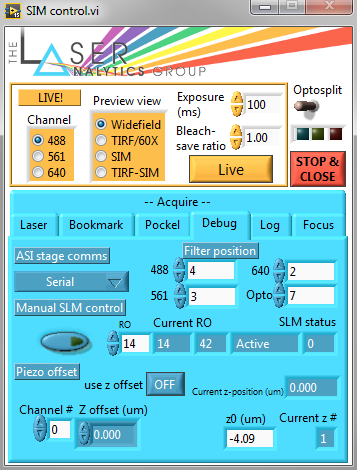 SIM control.vi
THE LASER
ANALYTICS GROUP
LIVE!
Channel
488
561
640
Preview view
Widefield
TIRF/60X
SIM
TIRF-SIM
Exposure (ms)
100
Bleach-
save ratio
1.00
Live
Optosplit
STOP &
CLOSE
-- Acquire --
Laser Bookmark Pockel Debug Log Focus
ASI stage comms
Serial
Filter position
488 4 640 2
561 3 Opto 7
Manual SLM control
RO Current RO SLM status
14 14 42 Active 0
Piezo offset
use z offset OFF Current z-position (um) 0.000
Channel # Z offset (um)
0 0.000
z0 (um) Current z #
-4.09 1